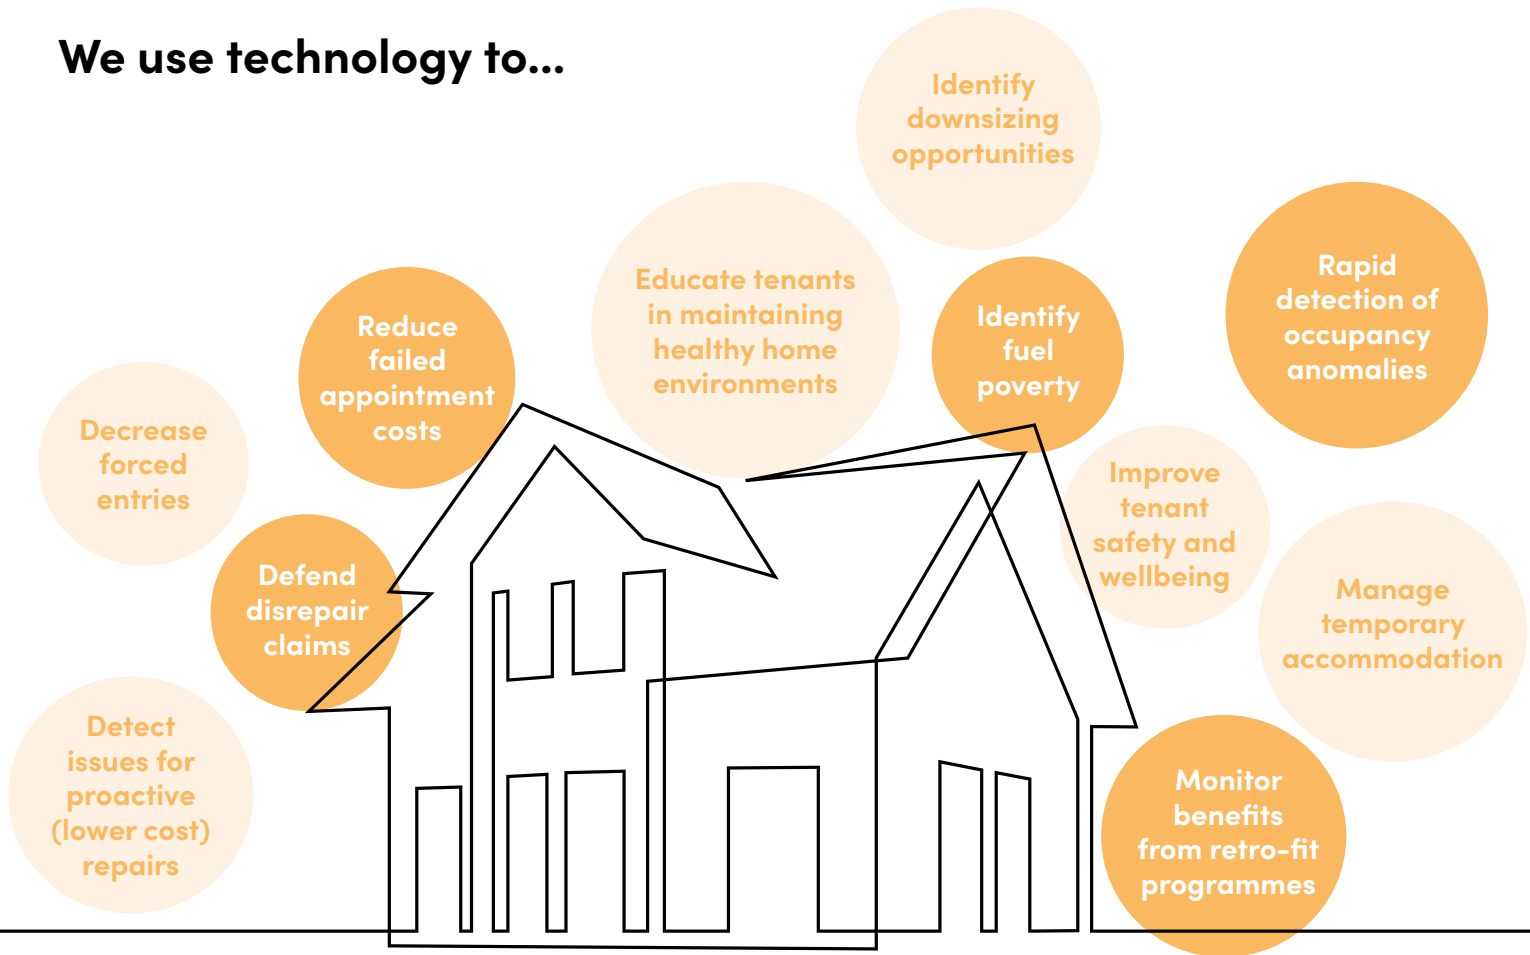 We use technology to...
Identify
downsizing
opportunities
Educate tenants
in maintaining
healthy home
environments
Identify
fuel
poverty
Rapid
detection of
occupancy
anomalies
Reduce
failed
appointment
costs
Decrease
forced
entries
Improve
tenant
safety and
wellbeing
Defend
disrepair
claims
Manage
temporary
accommodation
Detect
issues for
proactive
(lower cost)
repairs
Monitor
benefits
from retro-fit
programmes